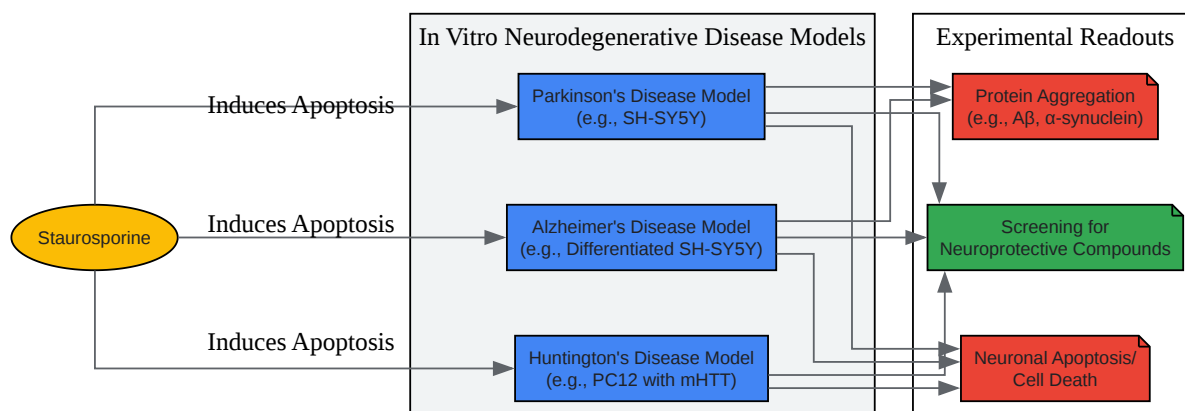 In Vitro Neurodegenerative Disease Models
Experimental Readouts
Induces Apoptosis
Parkinson's Disease Model
(e.g., SH-SY5Y)
Protein Aggregation
(e.g., Aβ, α-synuclein)
Staurosporine
Induces Apoptosis
Alzheimer's Disease Model
(e.g., Differentiated SH-SY5Y)
Screening for
Neuroprotective Compounds
Induces Apoptosis
Huntington's Disease Model
(e.g., PC12 with mHTT)
Neuronal Apoptosis/
Cell Death